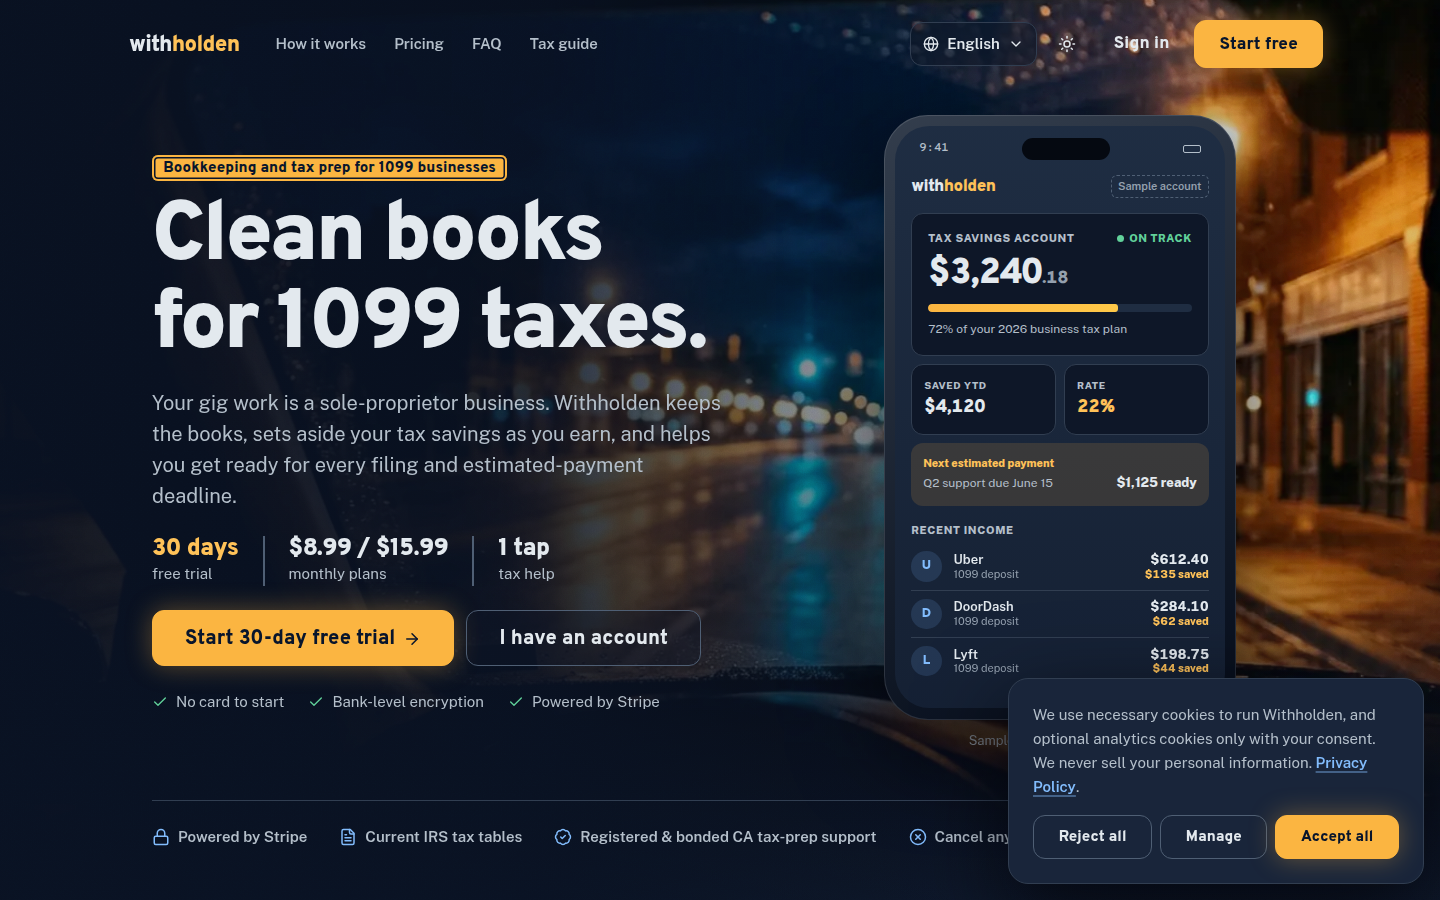 withholden
How it works
Pricing
FAQ
Tax guide
English
Sign in
Start free
Bookkeeping and tax prep for 1099 businesses
Clean books
for 1099 taxes.
Your gig work is a sole-proprietor business. Withholden keeps
the books, sets aside your tax savings as you earn, and helps
you get ready for every filing and estimated-payment
deadline.
30 days
free trial
$8.99 / $15.99
monthly plans
1 tap
tax help
Start 30-day free trial →
I have an account
No card to start
Bank-level encryption
Powered by Stripe
9:41
withholden
Sample account
TAX SAVINGS ACCOUNT
ON TRACK
$3,240.18
72% of your 2026 business tax plan
SAVED YTD
$4,120
RATE
22%
Next estimated payment
Q2 support due June 15
$1,125 ready
RECENT INCOME
U
Uber
1099 deposit
$612.40
$135 saved
D
DoorDash
1099 deposit
$284.10
$62 saved
L
Lyft
1099 deposit
$198.75
$44 saved
Powered by Stripe
Current IRS tax tables
Registered & bonded CA tax-prep support
Cancel
We use necessary cookies to run Withholden, and
optional analytics cookies only with your consent.
We never sell your personal information. Privacy
Policy.
Reject all
Manage
Accept all